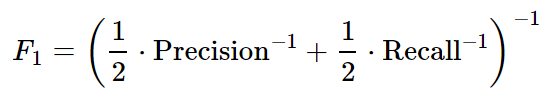 F₁ = (1/2 · Precision⁻¹ + 1/2 · Recall⁻¹)⁻¹